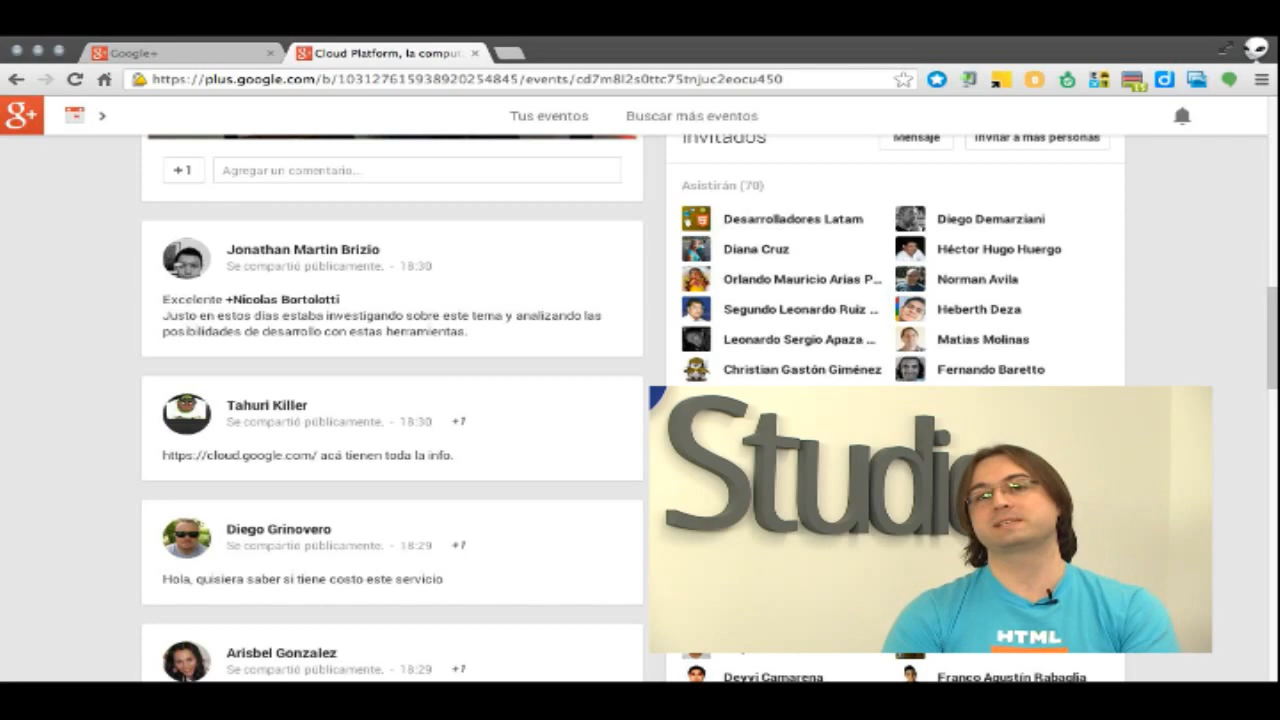 Google+
Cloud Platform, la comput
https://plus.google.com/b/103127615938920254845/events/cd7m8l2s0ttc75tnjuc2eocu450
g+
Tus eventos
Buscar más eventos
+1
Agregar un comentario...
Jonathan Martin Brizio
Se compartió públicamente. - 18:30
Excelente +Nicolas Bortolotti
Justo en estos días estaba investigando sobre este tema y analizando las
posibilidades de desarrollo con estas herramientas.
Tahuri Killer
Se compartió públicamente. - 18:30 +1
https://cloud.google.com/ acá tienen toda la info.
Diego Grinovero
Se compartió públicamente. - 18:29 +1
Hola, quisiera saber si tiene costo este servicio
Arisbel Gonzalez
Se compartió públicamente. - 18:29 +1
Invitados
Mensaje
Invitar a más personas
Asistirán (70)
Desarrolladores Latam
Diego Demarziani
Diana Cruz
Héctor Hugo Huergo
Orlando Mauricio Arias P...
Norman Avila
Segundo Leonardo Ruiz ...
Heberth Deza
Leonardo Sergio Apaza ...
Matias Molinas
Christian Gastón Giménez
Fernando Baretto
Studio
HTML
Deyvi Camarena
Franco Agustín Rabaglia